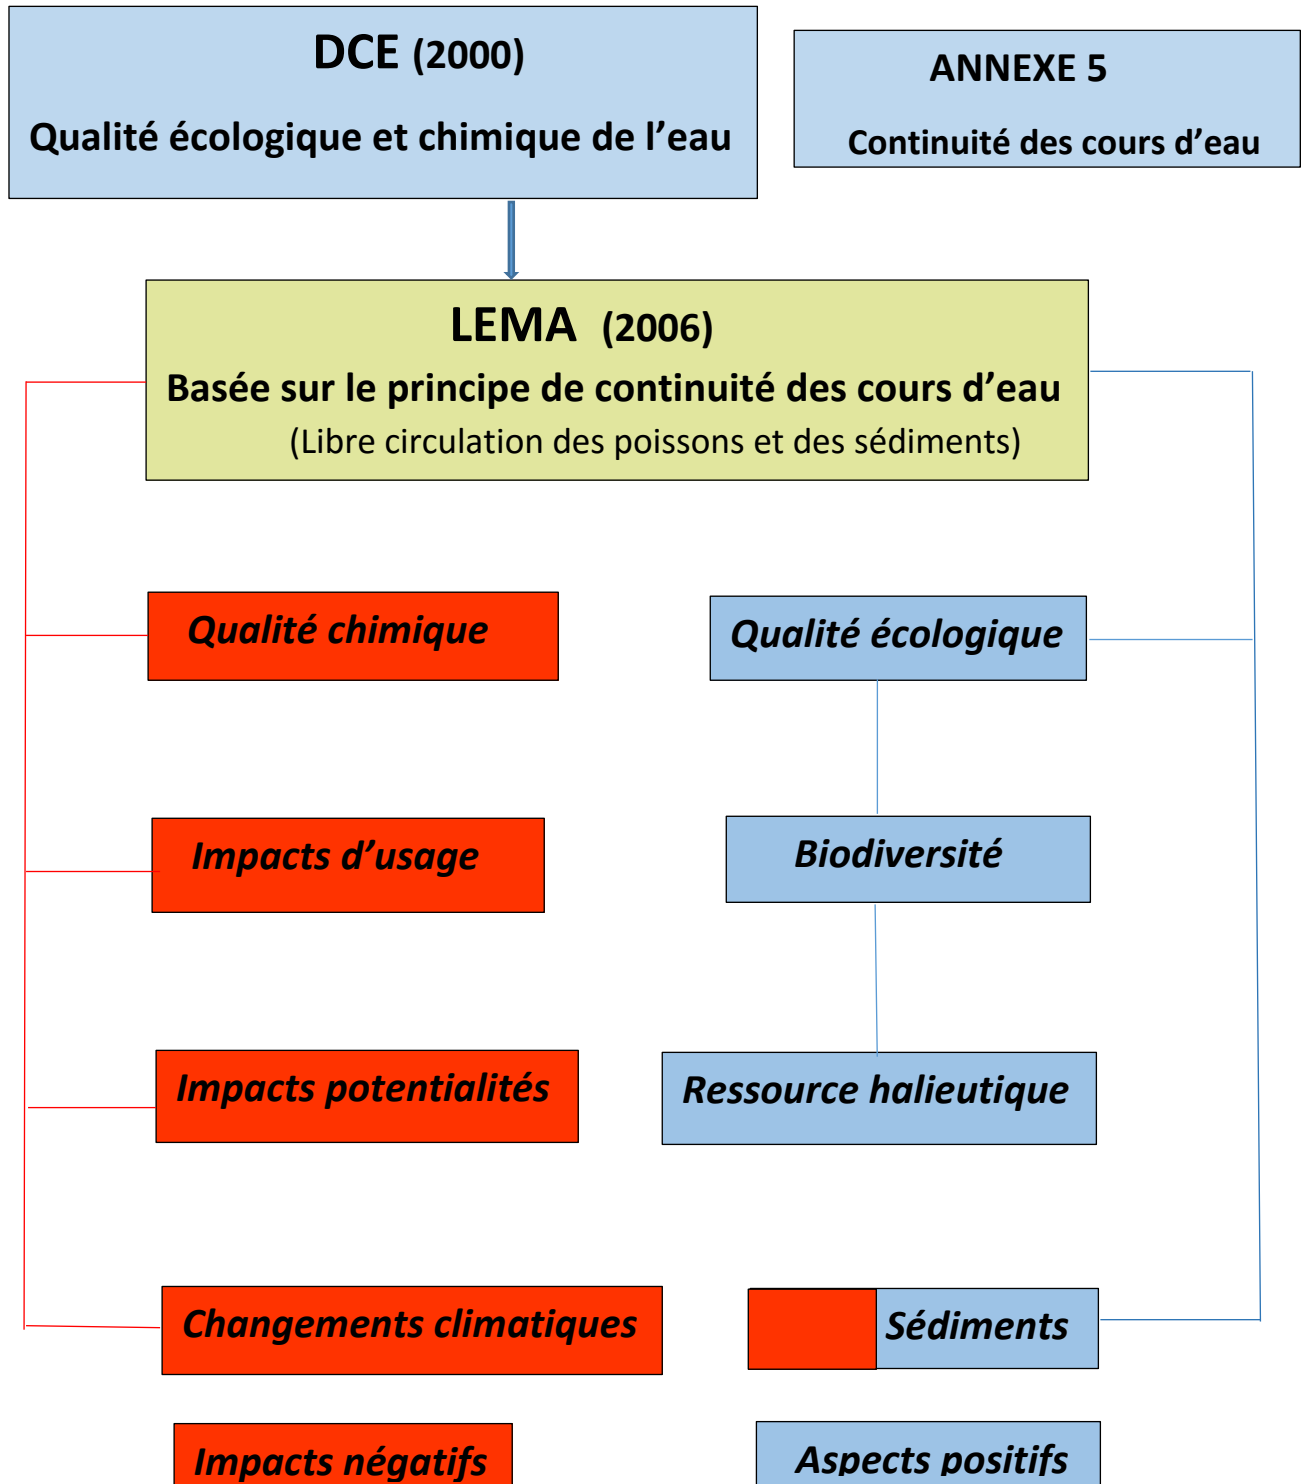 DCE (2000)
Qualité écologique et chimique de l’eau
ANNEXE 5
Continuité des cours d’eau
LEMA (2006)
Basée sur le principe de continuité des cours d’eau
(Libre circulation des poissons et des sédiments)
Qualité chimique
Qualité écologique
Impacts d’usage
Biodiversité
Impacts potentialités
Ressource halieutique
Changements climatiques
Sédiments
Impacts négatifs
Aspects positifs